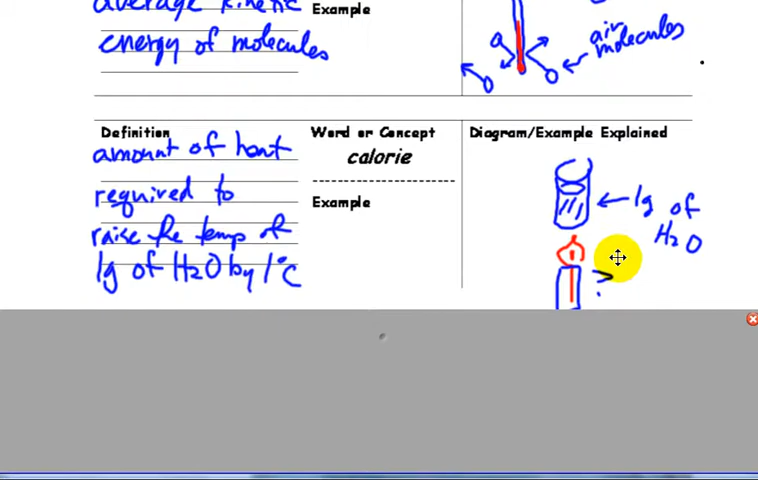 average kinetic
energy of molecules
Example
air
molecules
Definition
amount of heat
required to
raise the temp of
1g of H2O by 1°C
Word or Concept
calorie
Example
Diagram/Example Explained
1g of
H2O